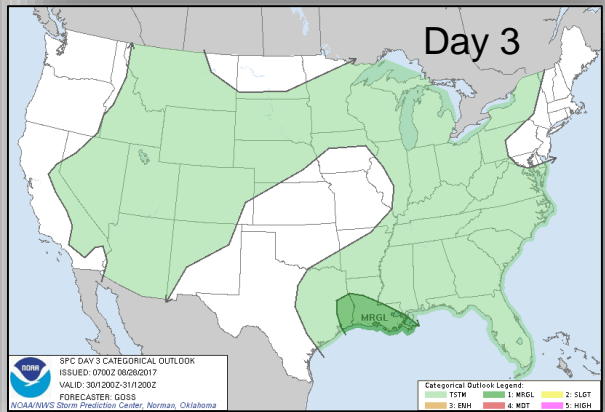 Day 3
MRGL
NOAA
SPC DAY 3 CATEGORICAL OUTLOOK
ISSUED: 0700Z 08/28/2017
VALID: 30/1200Z-31/1200Z
FORECASTER: GOSS
NOAA/NWS Storm Prediction Center, Norman, Oklahoma
Categorical Outlook Legend:
TSTM 1: MRGL 2: SLGT
3: ENH 4: MDT 5: HIGH